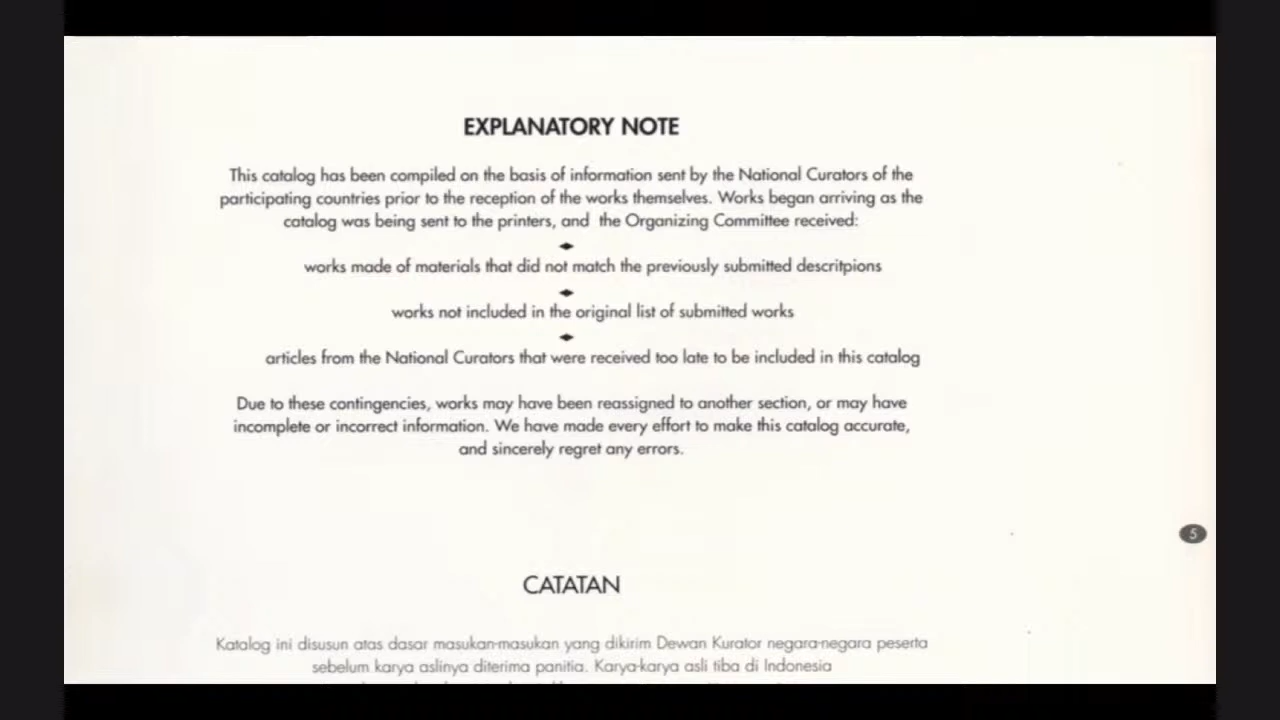 EXPLANATORY NOTE
This catalog has been compiled on the basis of information sent by the National Curators of the
participating countries prior to the reception of the works themselves. Works began arriving as the
catalog was being sent to the printers, and the Organizing Committee received:
works made of materials that did not match the previously submitted descritpions
works not included in the original list of submitted works
articles from the National Curators that were received too late to be included in this catalog
Due to these contingencies, works may have been reassigned to another section, or may have
incomplete or incorrect information. We have made every effort to make this catalog accurate,
and sincerely regret any errors.
5
CATATAN
Katalog ini disusun atas dasar masukan-masukan yang dikirim Dewan Kurator negara-negara peserta
sebelum karya aslinya diterima panitia. Karya-karya asli tiba di Indonesia